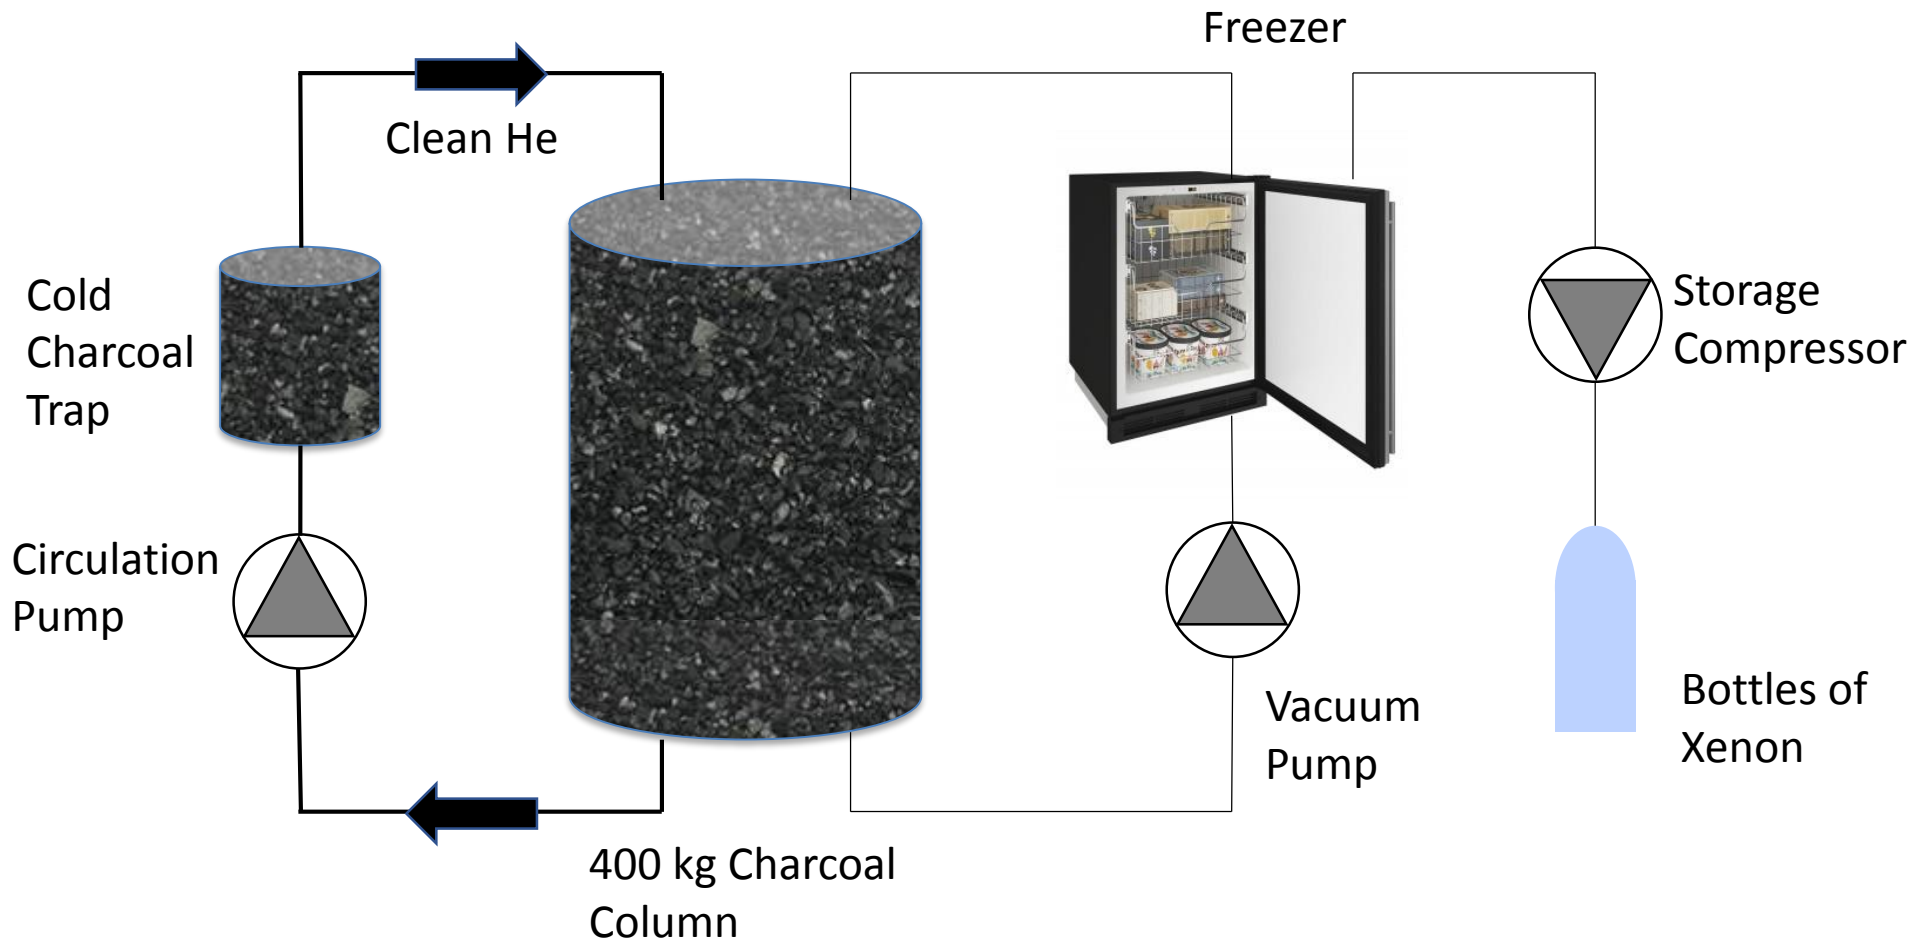 Freezer
Clean He
Cold
Charcoal
Trap
Storage
Compressor
Circulation
Pump
Vacuum
Pump
Bottles of
Xenon
400 kg Charcoal
Column